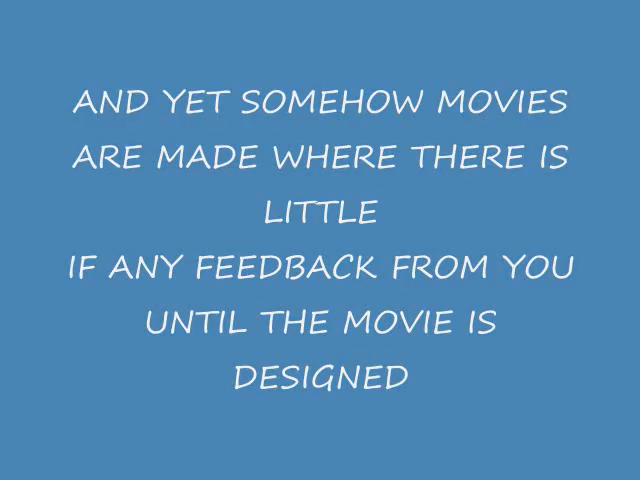 AND YET SOMEHOW MOVIES
ARE MADE WHERE THERE IS
LITTLE
IF ANY FEEDBACK FROM YOU
UNTIL THE MOVIE IS
DESIGNED